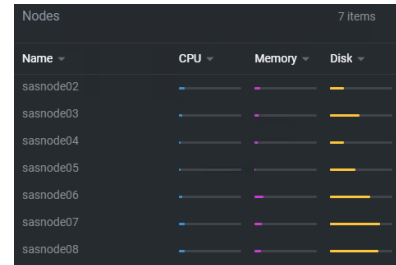 Nodes 7 items
Name CPU Memory Disk
sasnode02
sasnode03
sasnode04
sasnode05
sasnode06
sasnode07
sasnode08